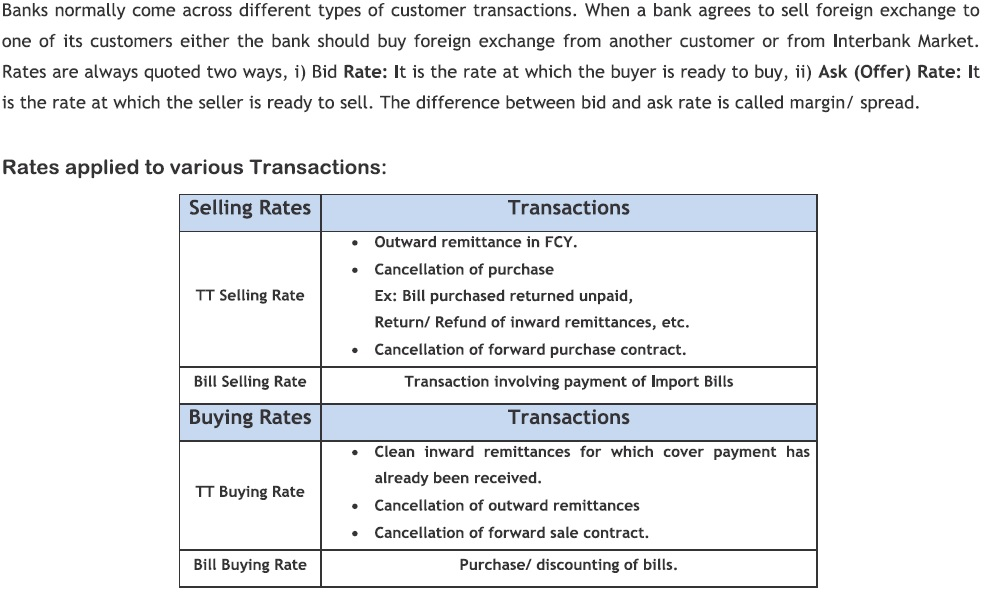 Banks normally come across different types of customer transactions. When a bank agrees to sell foreign exchange to
one of its customers either the bank should buy foreign exchange from another customer or from Interbank Market.
Rates are always quoted two ways, i) Bid Rate: It is the rate at which the buyer is ready to buy, ii) Ask (Offer) Rate: It
is the rate at which the seller is ready to sell. The difference between bid and ask rate is called margin/ spread.
Rates applied to various Transactions:
Selling Rates Transactions
TT Selling Rate
• Outward remittance in FCY.
• Cancellation of purchase
Ex: Bill purchased returned unpaid,
Return/ Refund of inward remittances, etc.
• Cancellation of forward purchase contract.
Bill Selling Rate Transaction involving payment of Import Bills
Buying Rates Transactions
TT Buying Rate
• Clean inward remittances for which cover payment has
already been received.
• Cancellation of outward remittances
• Cancellation of forward sale contract.
Bill Buying Rate Purchase/ discounting of bills.